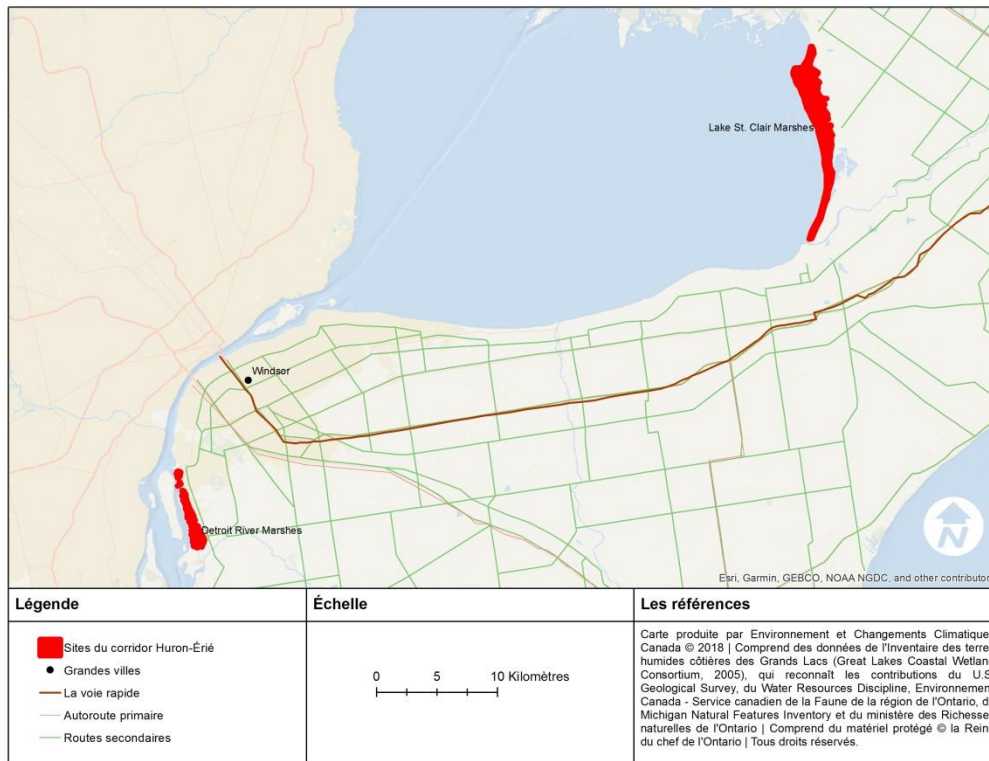 Lake St. Clair Marshes
Windsor
Detroit River Marshes
N
Esri, Garmin, GEBCO, NOAA NGDC, and other contributor
Légende
Sites du corridor Huron-Érié
Grandes villes
La voie rapide
Autoroute primaire
Routes secondaires
Échelle
0 5 10 Kilomètres
Les références
Carte produite par Environnement et Changements Climatique
Canada © 2018 | Comprend des données de l'Inventaire des terre
humides côtières des Grands Lacs (Great Lakes Coastal Wetlan
Consortium, 2005), qui reconnaît les contributions du U.S
Geological Survey, du Water Resources Discipline, Environnemen
Canada - Service canadien de la Faune de la région de l'Ontario, d
Michigan Natural Features Inventory et du ministère des Richesse
naturelles de l'Ontario | Comprend du matériel protégé © la Rein
du chef de l'Ontario | Tous droits réservés.